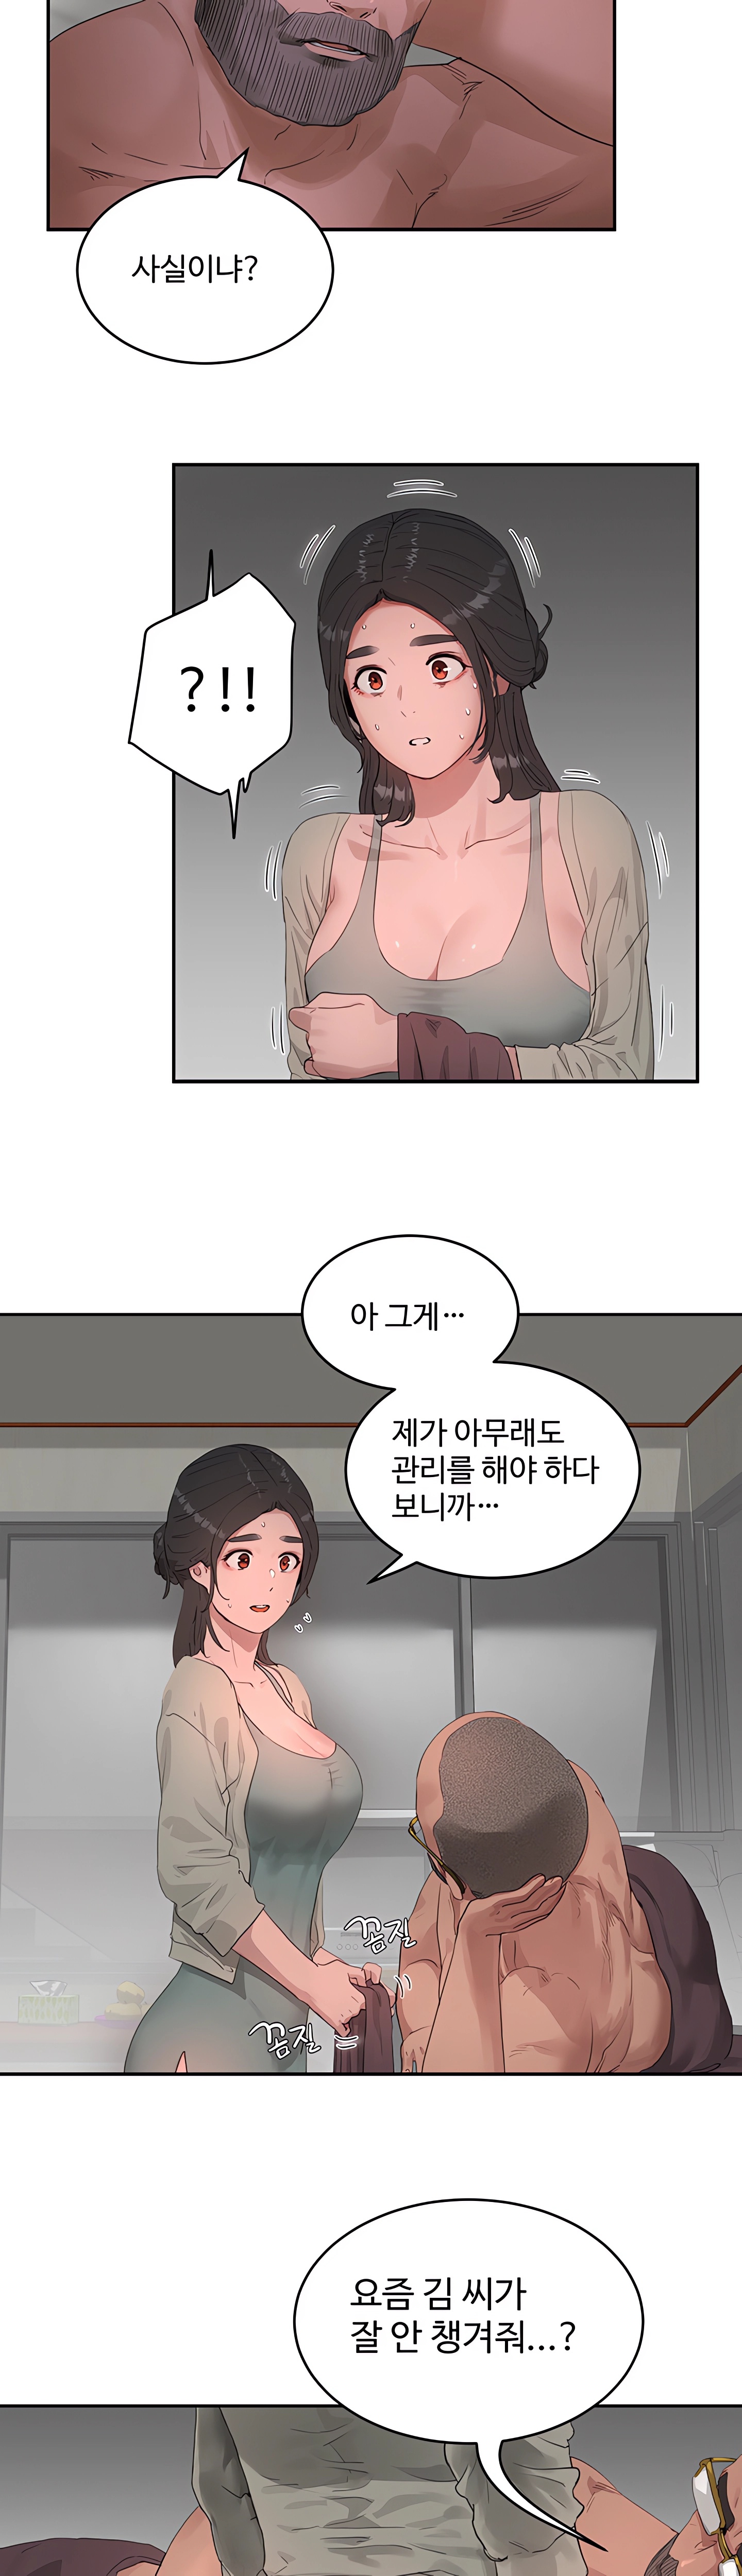 사실이냐?
?!!
아 그게…
제가 아무래도
관리를 해야 하다
보니까…
꼼질
꼼질
요즘 김 씨가
잘 안 챙겨줘...?